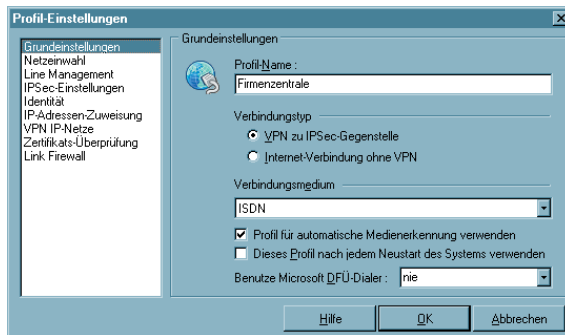 Profil-Einstellungen
Grundeinstellungen
Netzeinwahl
Line Management
IPSec-Einstellungen
Identität
IP-Adressen-Zuweisung
VPN IP-Netze
Zertifikats-Überprüfung
Link Firewall
Grundeinstellungen
Profil-Name :
Firmenzentrale
Verbindungstyp
VPN zu IPSec-Gegenstelle
Internet-Verbindung ohne VPN
Verbindungsmedium
ISDN
Profil für automatische Medienerkennung verwenden
Dieses Profil nach jedem Neustart des Systems verwenden
Benutze Microsoft DFÜ-Dialer : nie
Hilfe OK Abbrechen